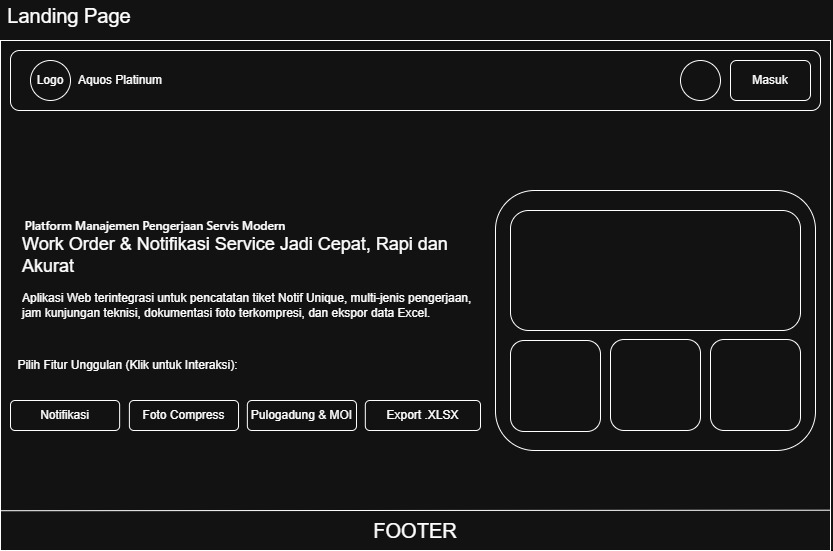 Landing Page
Logo
Aquos Platinum
Masuk
Platform Manajemen Pengerjaan Servis Modern
Work Order & Notifikasi Service Jadi Cepat, Rapi dan
Akurat
Aplikasi Web terintegrasi untuk pencatatan tiket Notif Unique, multi-jenis pengerjaan,
jam kunjungan teknisi, dokumentasi foto terkompresi, dan ekspor data Excel.
Pilih Fitur Unggulan (Klik untuk Interaksi):
Notifikasi
Foto Compress
Pulogadung & MOI
Export .XLSX
FOOTER